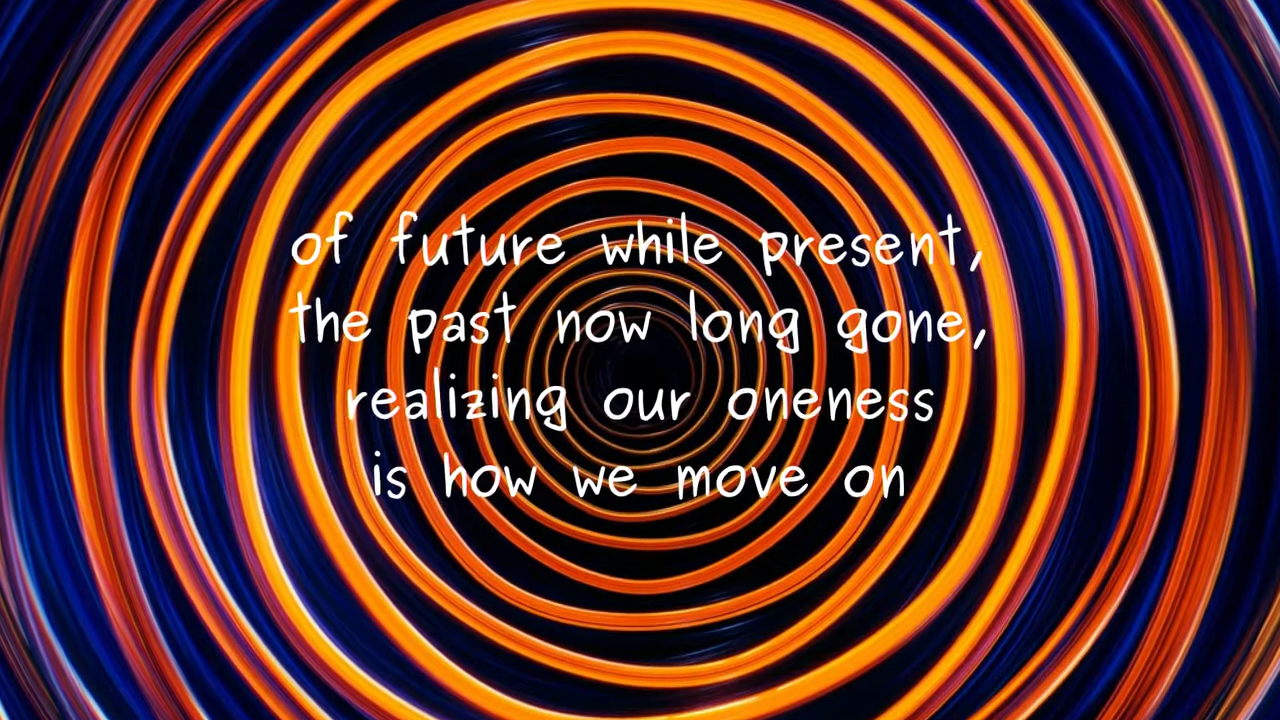 of future while present,
the past now long gone,
realizing our oneness
is how we move on